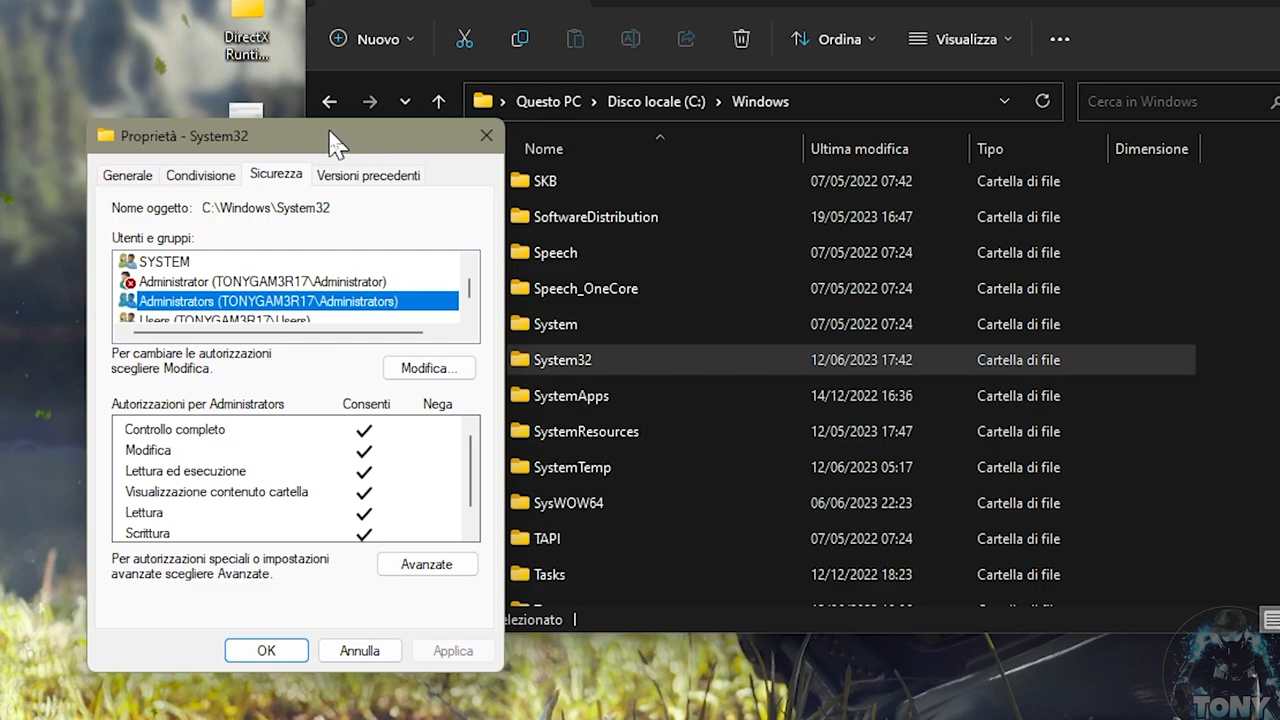 DirectX
Runti...
Nuovo
Ordina
Visualizza
Questo PC
Disco locale (C:)
Windows
Cerca in Windows
Nome
Ultima modifica
Tipo
Dimensione
SKB 07/05/2022 07:42 Cartella di file
SoftwareDistribution 19/05/2023 16:47 Cartella di file
Speech 07/05/2022 07:24 Cartella di file
Speech_OneCore 07/05/2022 07:24 Cartella di file
System 07/05/2022 07:24 Cartella di file
System32 12/06/2023 17:42 Cartella di file
SystemApps 14/12/2022 16:36 Cartella di file
SystemResources 12/05/2023 17:47 Cartella di file
SystemTemp 12/06/2023 05:17 Cartella di file
SysWOW64 06/06/2023 22:23 Cartella di file
TAPI 07/05/2022 07:24 Cartella di file
Tasks 12/12/2022 18:23 Cartella di file
elezionato
Proprietà - System32
Generale
Condivisione
Sicurezza
Versioni precedenti
Nome oggetto: C:\Windows\System32
Utenti e gruppi:
SYSTEM
Administrator (TONYGAM3R17\Administrator)
Administrators (TONYGAM3R17\Administrators)
Users (TONYGAM3R17\Users)
Per cambiare le autorizzazioni
scegliere Modifica.
Modifica...
Autorizzazioni per Administrators Consenti Nega
Controllo completo
Modifica
Lettura ed esecuzione
Visualizzazione contenuto cartella
Lettura
Scrittura
Per autorizzazioni speciali o impostazioni
avanzate scegliere Avanzate.
Avanzate
OK
Annulla
Applica
TONY